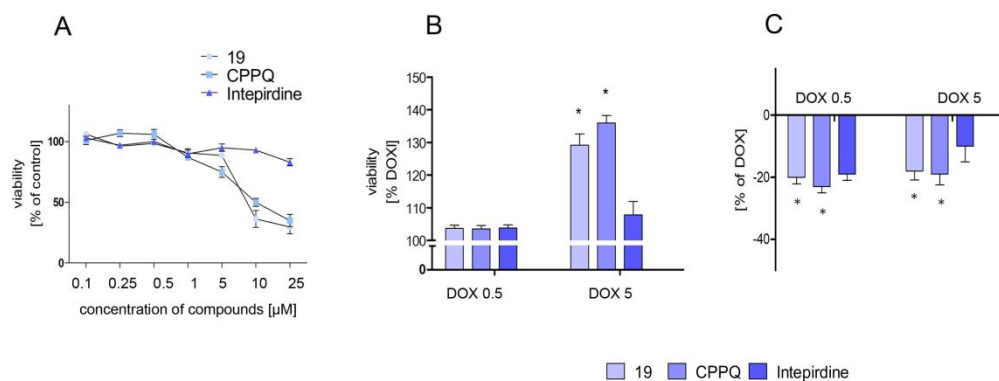 A
19
CPPQ
Intepirdine
viability
[% of control]
100
50
0
0.1 0.25 0.5 1 5 10 25
concentration of compounds [µM]
B
viability
[% DOXI]
150
140
130
120
110
100
0
* *
DOX 0.5 DOX 5
C
[% of DOX]
DOX 0.5 DOX 5
0
-20
-40
* * * *
19 CPPQ Intepirdine